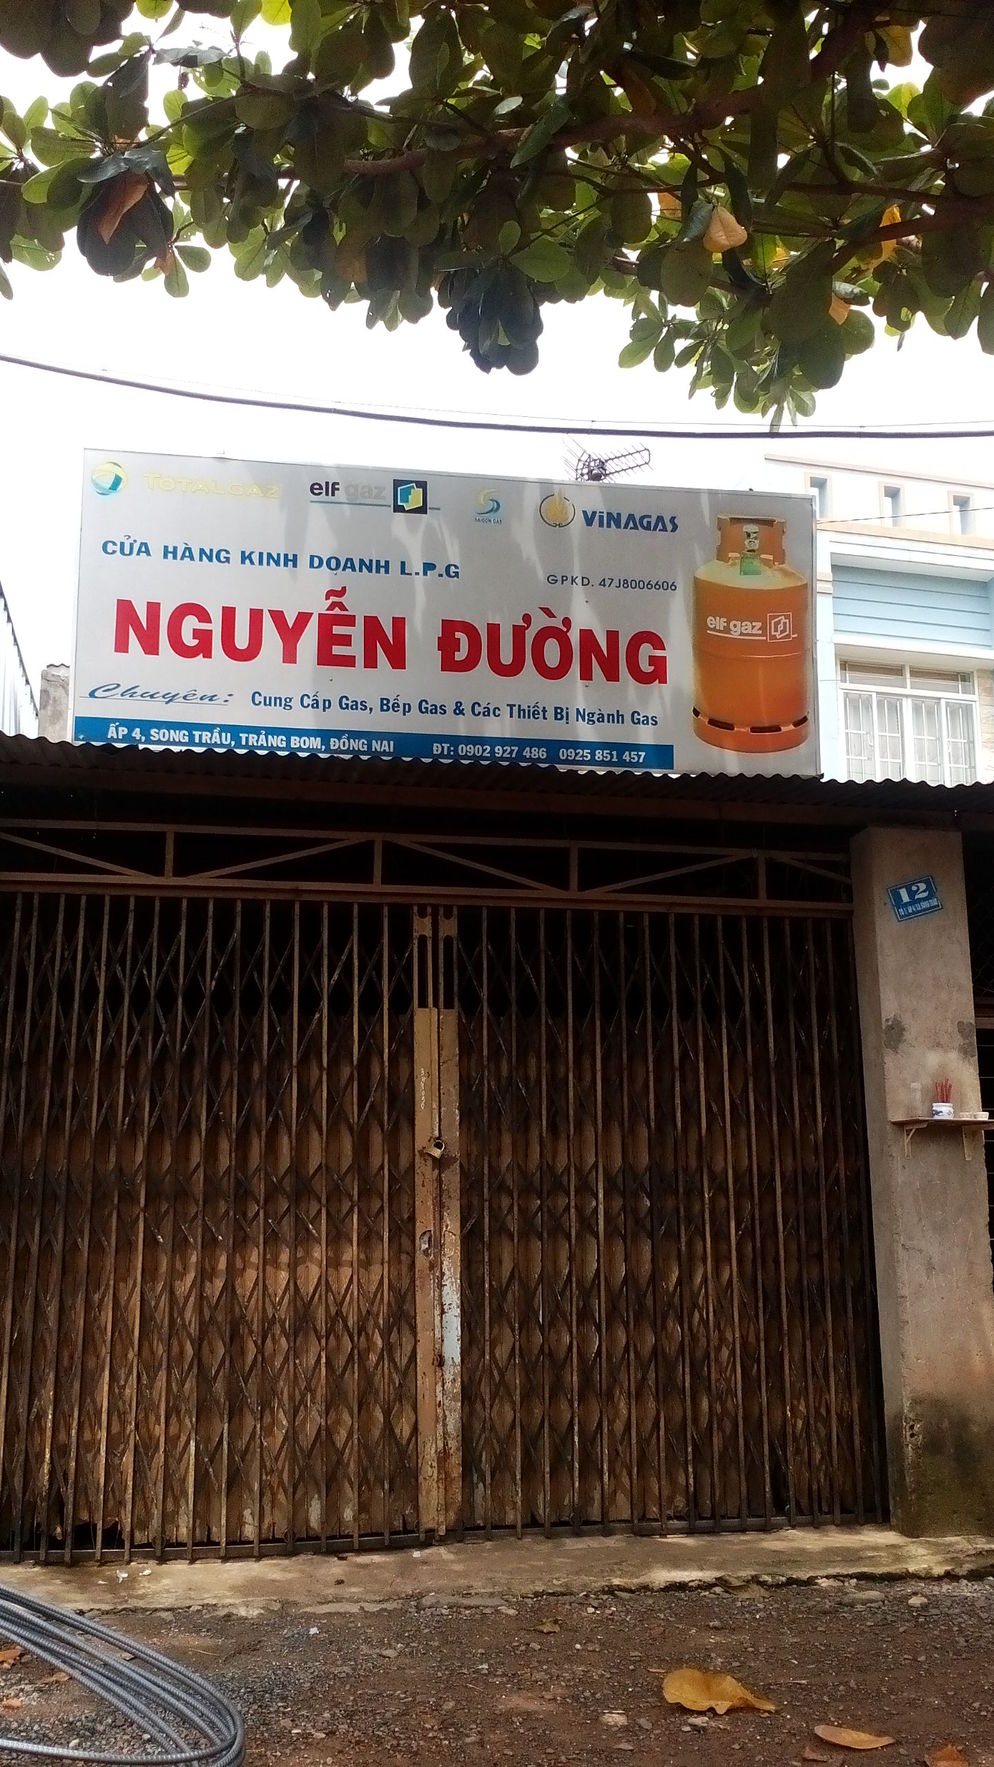 TOTALGAZ
elf gaz
SAIGON GAS
ViNAGAS
CỬA HÀNG KINH DOANH L.P.G
GPKD. 47J8006606
NGUYỄN ĐƯỜNG
elf gaz
Chuyên: Cung Cấp Gas, Bếp Gas & Các Thiết Bị Ngành Gas
ẤP 4, SONG TRẦU, TRẢNG BOM, ĐỒNG NAI ĐT: 0902 927 486 0925 851 457
12